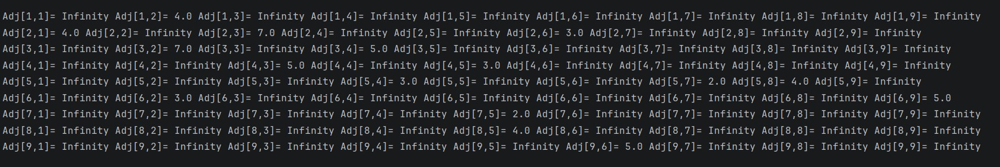 Adj[1,1]= Infinity Adj[1,2]= 4.0 Adj[1,3]= Infinity Adj[1,4]= Infinity Adj[1,5]= Infinity Adj[1,6]= Infinity Adj[1,7]= Infinity Adj[1,8]= Infinity Adj[1,9]= Infinity
Adj[2,1]= 4.0 Adj[2,2]= Infinity Adj[2,3]= 7.0 Adj[2,4]= Infinity Adj[2,5]= Infinity Adj[2,6]= 3.0 Adj[2,7]= Infinity Adj[2,8]= Infinity Adj[2,9]= Infinity
Adj[3,1]= Infinity Adj[3,2]= 7.0 Adj[3,3]= Infinity Adj[3,4]= 5.0 Adj[3,5]= Infinity Adj[3,6]= Infinity Adj[3,7]= Infinity Adj[3,8]= Infinity Adj[3,9]= Infinity
Adj[4,1]= Infinity Adj[4,2]= Infinity Adj[4,3]= 5.0 Adj[4,4]= Infinity Adj[4,5]= 3.0 Adj[4,6]= Infinity Adj[4,7]= Infinity Adj[4,8]= Infinity Adj[4,9]= Infinity
Adj[5,1]= Infinity Adj[5,2]= Infinity Adj[5,3]= Infinity Adj[5,4]= 3.0 Adj[5,5]= Infinity Adj[5,6]= Infinity Adj[5,7]= 2.0 Adj[5,8]= 4.0 Adj[5,9]= Infinity
Adj[6,1]= Infinity Adj[6,2]= 3.0 Adj[6,3]= Infinity Adj[6,4]= Infinity Adj[6,5]= Infinity Adj[6,6]= Infinity Adj[6,7]= Infinity Adj[6,8]= Infinity Adj[6,9]= 5.0
Adj[7,1]= Infinity Adj[7,2]= Infinity Adj[7,3]= Infinity Adj[7,4]= Infinity Adj[7,5]= 2.0 Adj[7,6]= Infinity Adj[7,7]= Infinity Adj[7,8]= Infinity Adj[7,9]= Infinity
Adj[8,1]= Infinity Adj[8,2]= Infinity Adj[8,3]= Infinity Adj[8,4]= Infinity Adj[8,5]= 4.0 Adj[8,6]= Infinity Adj[8,7]= Infinity Adj[8,8]= Infinity Adj[8,9]= Infinity
Adj[9,1]= Infinity Adj[9,2]= Infinity Adj[9,3]= Infinity Adj[9,4]= Infinity Adj[9,5]= Infinity Adj[9,6]= 5.0 Adj[9,7]= Infinity Adj[9,8]= Infinity Adj[9,9]= Infinity